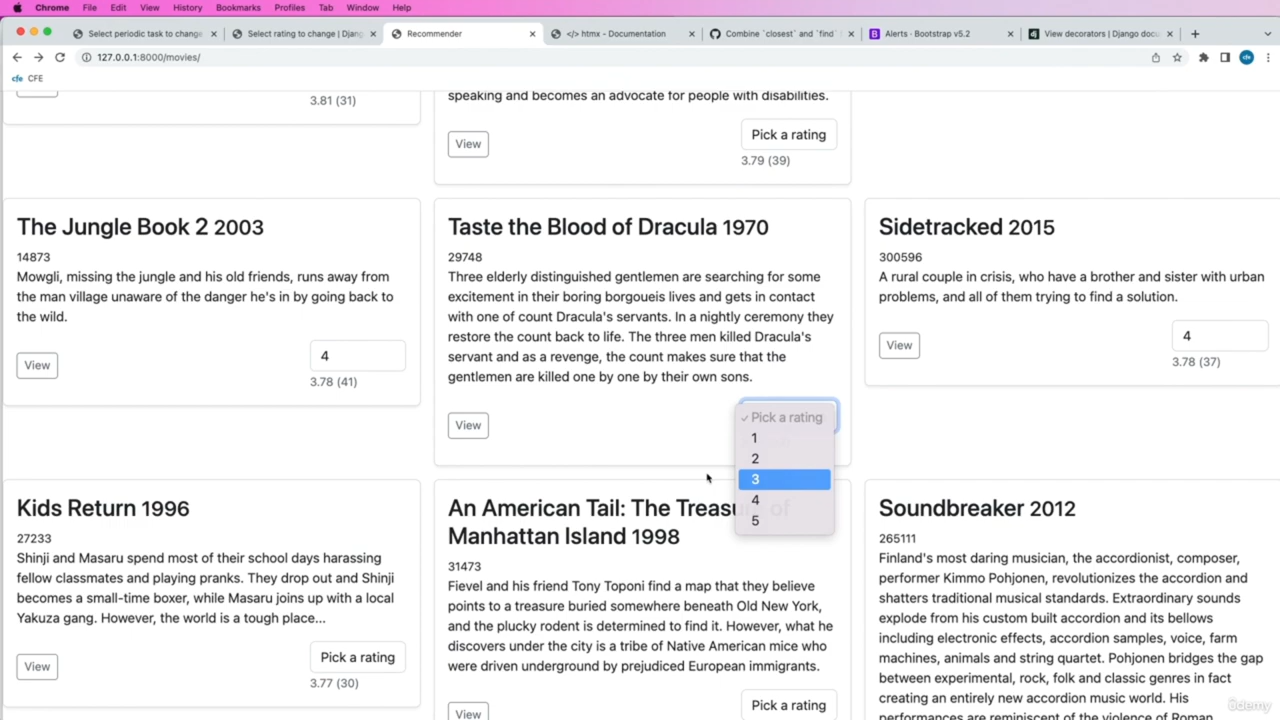 Chrome File Edit View History Bookmarks Profiles Tab Window Help
Select periodic task to change
Select rating to change | Djang
Recommender
</> htmx - Documentation
Combine `closest` and `find`
Alerts · Bootstrap v5.2
View decorators | Django docu
127.0.0.1:8000/movies/
cfe CFE
3.81 (31)
speaking and becomes an advocate for people with disabilities.
View
Pick a rating
3.79 (39)
The Jungle Book 2 2003
14873
Mowgli, missing the jungle and his old friends, runs away from
the man village unaware of the danger he's in by going back to
the wild.
View
4
3.78 (41)
Taste the Blood of Dracula 1970
29748
Three elderly distinguished gentlemen are searching for some
excitement in their boring borgoueis lives and gets in contact
with one of count Dracula's servants. In a nightly ceremony they
restore the count back to life. The three men killed Dracula's
servant and as a revenge, the count makes sure that the
gentlemen are killed one by one by their own sons.
View
✓ Pick a rating
1
2
3
4
5
Sidetracked 2015
300596
A rural couple in crisis, who have a brother and sister with urban
problems, and all of them trying to find a solution.
View
4
3.78 (37)
Kids Return 1996
27233
Shinji and Masaru spend most of their school days harassing
fellow classmates and playing pranks. They drop out and Shinji
becomes a small-time boxer, while Masaru joins up with a local
Yakuza gang. However, the world is a tough place...
View
Pick a rating
3.77 (30)
An American Tail: The Treasure of
Manhattan Island 1998
31473
Fievel and his friend Tony Toponi find a map that they believe
points to a treasure buried somewhere beneath Old New York,
and the plucky rodent is determined to find it. However, what he
discovers under the city is a tribe of Native American mice who
were driven underground by prejudiced European immigrants.
View
Pick a rating
Soundbreaker 2012
265111
Finland's most daring musician, the accordionist, composer,
performer Kimmo Pohjonen, revolutionizes the accordion and
shatters traditional musical standards. Extraordinary sounds
explode from his custom built accordion and its bellows
including electronic effects, accordion samples, voice, farm
machines, animals and string quartet. Pohjonen bridges the gap
between experimental, rock, folk and classic genres in fact
creating an entirely new accordion music world. His
performances are reminiscent of the violence of Roman
ûdemy